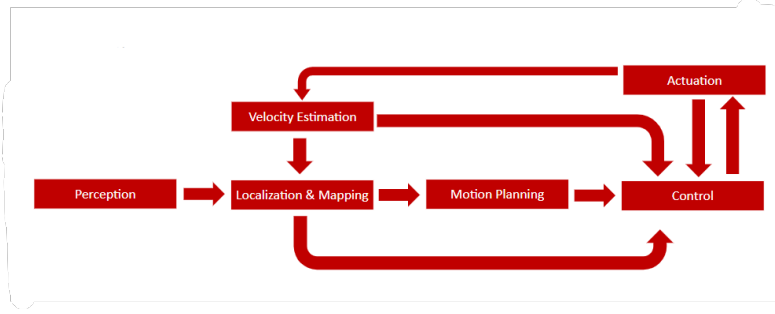 Actuation
Velocity Estimation
Perception
Localization & Mapping
Motion Planning
Control